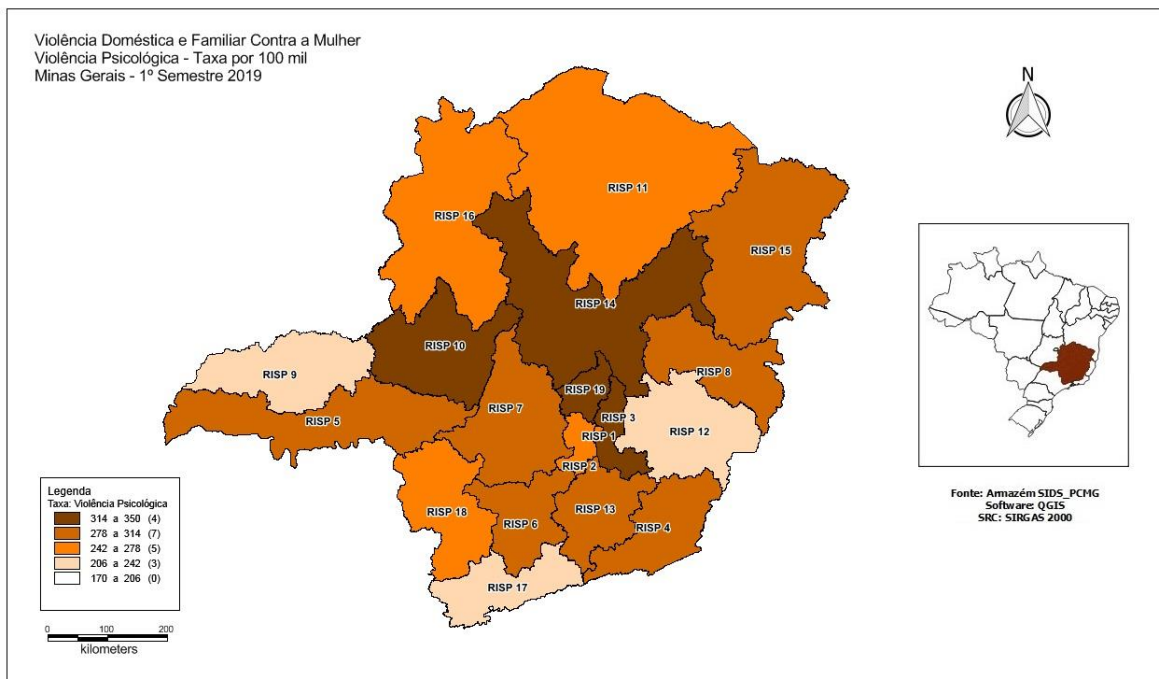 Violência Doméstica e Familiar Contra a Mulher
Violência Psicológica - Taxa por 100 mil
Minas Gerais - 1º Semestre 2019
N
RISP 11
RISP 16
RISP 15
RISP 14
RISP 10
RISP 9
RISP 8
RISP 19
RISP 7
RISP 3
RISP 5
RISP 12
RISP 1
RISP 2
RISP 18
RISP 13
RISP 6
RISP 4
RISP 17
Legenda
Taxa: Violência Psicológica
314 a 350 (4)
278 a 314 (7)
242 a 278 (5)
206 a 242 (3)
170 a 206 (0)
0 100 200
kilometers
Fonte: Armazém SIDS_PCMG
Software: QGIS
SRC: SIRGAS 2000